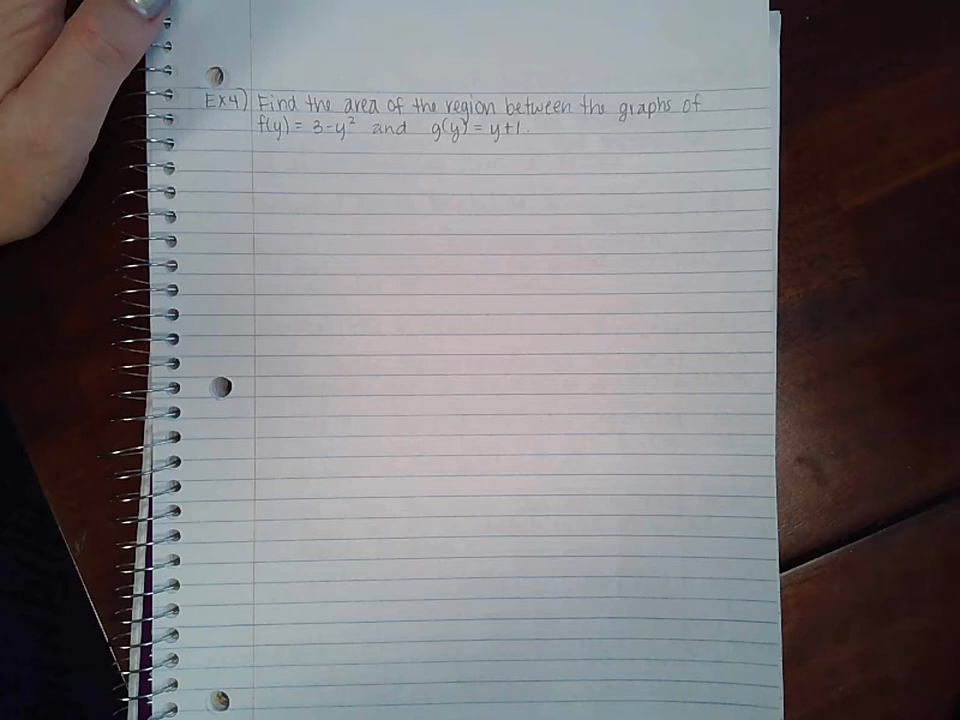 Ex4) Find the area of the region between the graphs of
f(y) = 3-y² and g(y) = y+1.